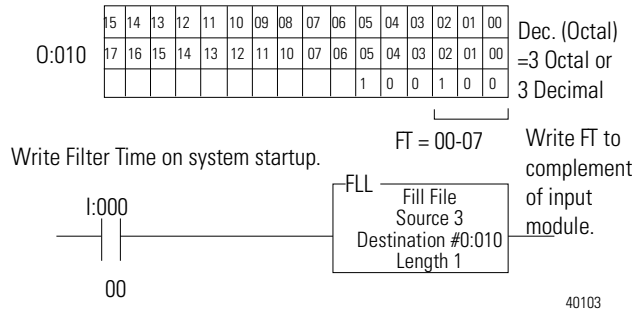 15 14 13 12 11 10 09 08 07 06 05 04 03 02 01 00
Dec. (Octal)
O:010
17 16 15 14 13 12 11 10 07 06 05 04 03 02 01 00
=3 Octal or
1 0 0 1 0 0
3 Decimal
FT = 00-07
Write FT to
complement
of input
module.
Write Filter Time on system startup.
I:000
00
FLL
Fill File
Source 3
Destination #0:010
Length 1
40103